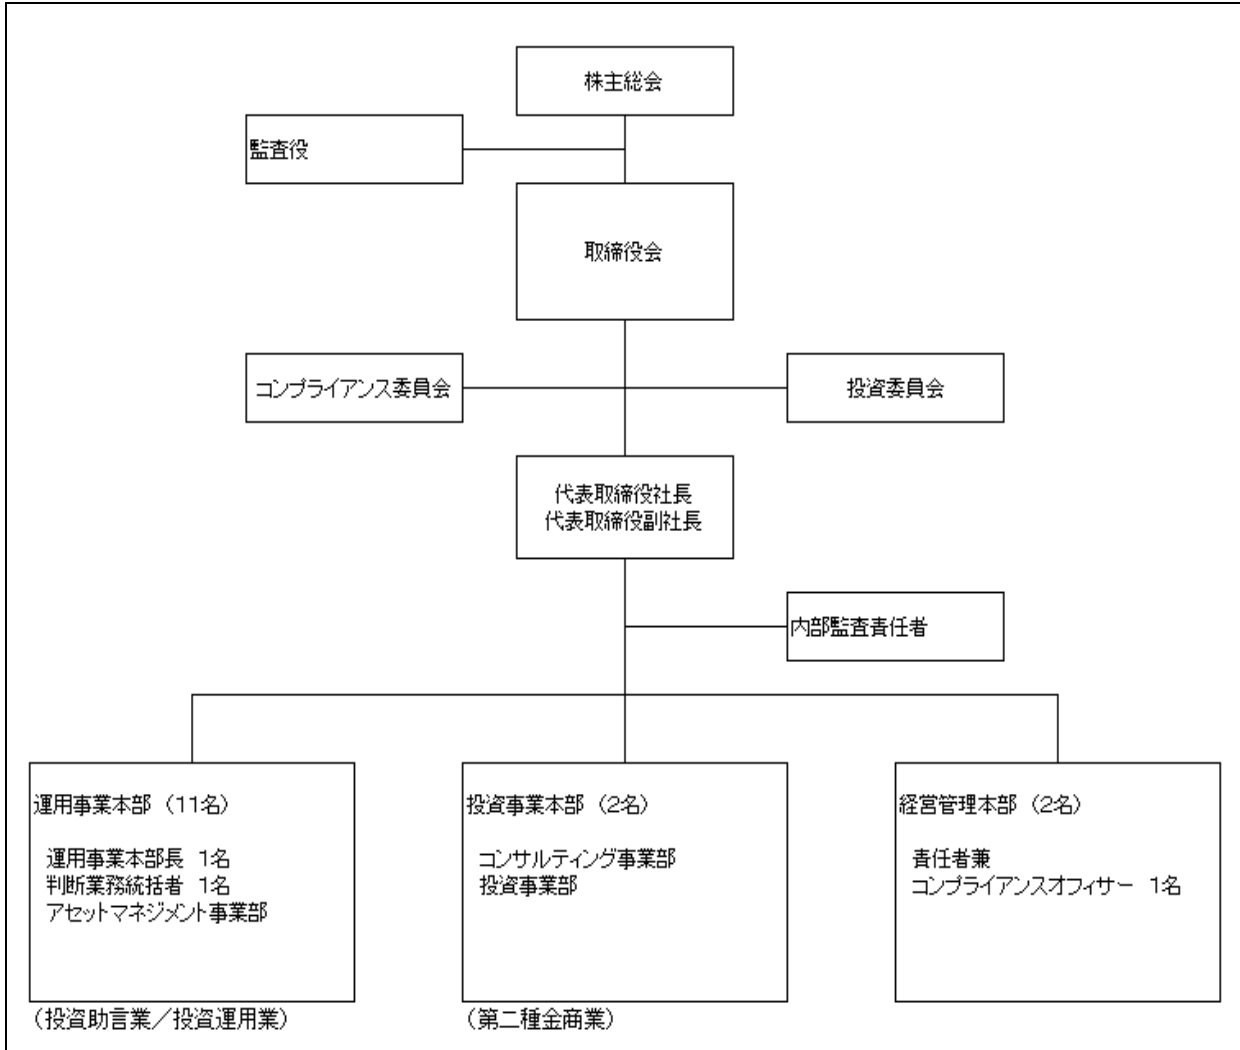 株主総会
監査役
取締役会
コンプライアンス委員会
投資委員会
代表取締役社長
代表取締役副社長
内部監査責任者
運用事業本部（11名）
運用事業本部長　1名
判断業務統括者　1名
アセットマネジメント事業部
（投資助言業／投資運用業）
投資事業本部（2名）
コンサルティング事業部
投資事業部
（第二種金商業）
経営管理本部（2名）
責任者兼
コンプライアンスオフィサー　1名